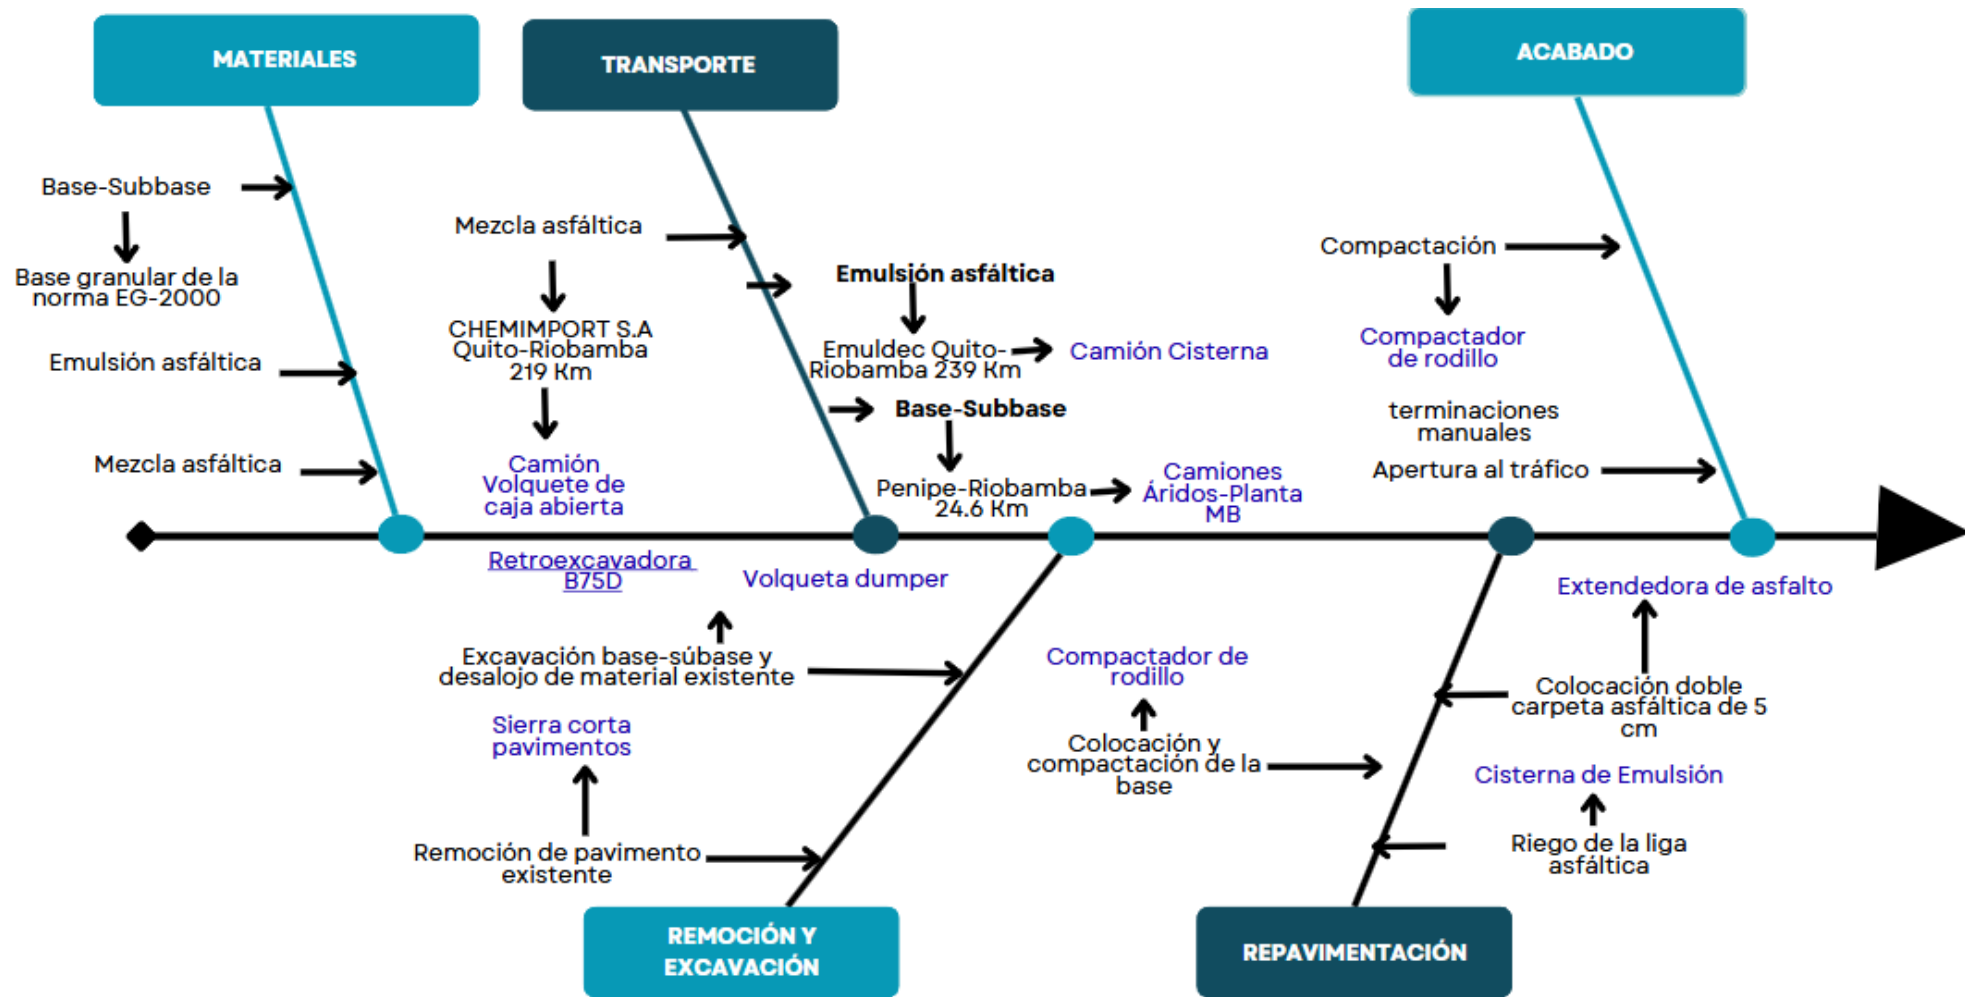 MATERIALES
TRANSPORTE
ACABADO
Base-Subbase
Base granular de la
norma EG-2000
Emulsión asfáltica
Mezcla asfáltica
Mezcla asfáltica
CHEMIMPORT S.A
Quito-Riobamba
219 Km
Camión
Volquete de
caja abierta
Emulsión asfáltica
Emuldec Quito-
Riobamba 239 Km
Camión Cisterna
Base-Subbase
Penipe-Riobamba
24.6 Km
Camiones
Áridos-Planta
MB
Compactación
Compactador
de rodillo
terminaciones
manuales
Apertura al tráfico
Retroexcavadora
B75D
Volqueta dumper
Excavación base-súbase y
desalojo de material existente
Sierra corta
pavimentos
Remoción de pavimento
existente
Compactador de
rodillo
Colocación y
compactación de la
base
Extendedora de asfalto
Colocación doble
carpeta asfáltica de 5
cm
Cisterna de Emulsión
Riego de la liga
asfáltica
REMOCIÓN Y
EXCAVACIÓN
REPAVIMENTACIÓN